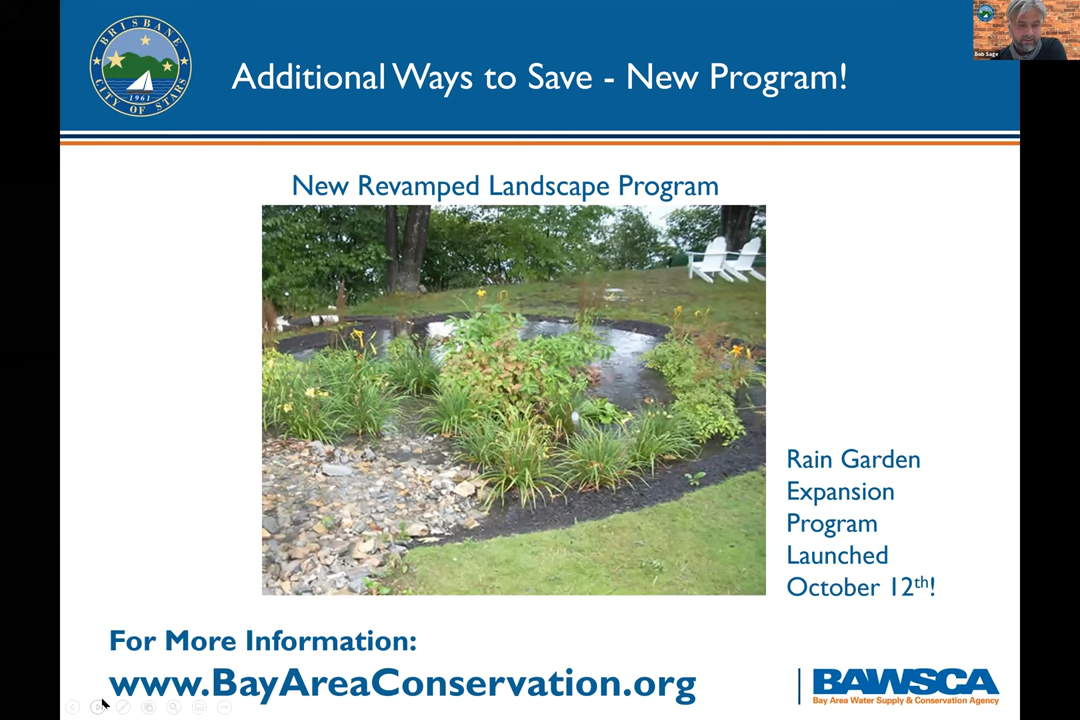 BRISBANE
CITY OF STARS
1961
Additional Ways to Save - New Program!
Bob Sage
New Revamped Landscape Program
Rain Garden
Expansion
Program
Launched
October 12th!
For More Information:
www.BayAreaConservation.org
BAWSCA
Bay Area Water Supply & Conservation Agency